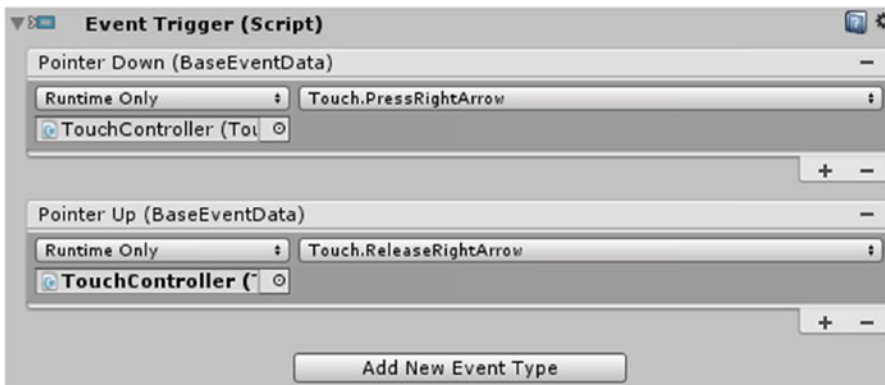 Event Trigger (Script)
Pointer Down (BaseEventData)
Runtime Only Touch.PressRightArrow
TouchController (Tou
Pointer Up (BaseEventData)
Runtime Only Touch.ReleaseRightArrow
TouchController (
Add New Event Type